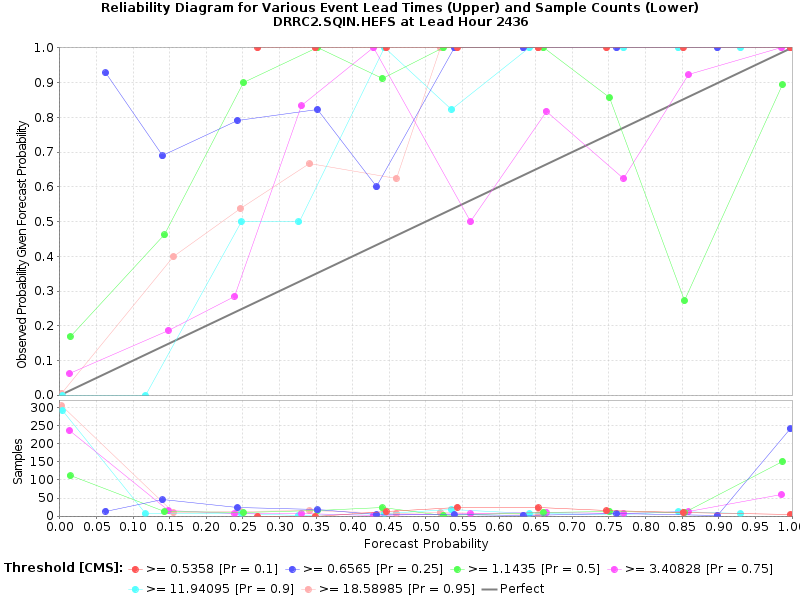 Reliability Diagram for Various Event Lead Times (Upper) and Sample Counts (Lower)
DRRC2.SQIN.HEFS at Lead Hour 2436
Observed Probability Given Forecast Probability
1.0
0.9
0.8
0.7
0.6
0.5
0.4
0.3
0.2
0.1
0.0
Samples
300
250
200
150
100
50
0
0.00 0.05 0.10 0.15 0.20 0.25 0.30 0.35 0.40 0.45 0.50 0.55 0.60 0.65 0.70 0.75 0.80 0.85 0.90 0.95 1.0
Forecast Probability
Threshold [CMS]: >= 0.5358 [Pr = 0.1] >= 0.6565 [Pr = 0.25] >= 1.1435 [Pr = 0.5] >= 3.40828 [Pr = 0.75]
>= 11.94095 [Pr = 0.9] >= 18.58985 [Pr = 0.95] Perfect